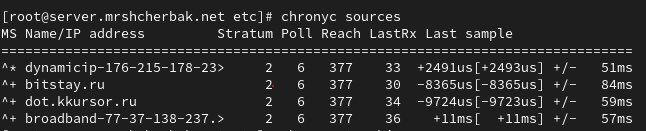 [root@server.mrshcherbak.net etc]# chronyc sources
MS Name/IP address         Stratum Poll Reach LastRx Last sample
===============================================================================
^* dynamicip-176-215-178-23>     2   6   377    33  +2491us[+2493us] +/-   51ms
^+ bitstay.ru                    2   6   377    30  -8365us[-8365us] +/-   84ms
^+ dot.kkursor.ru                2   6   377    34  -9724us[-9723us] +/-   59ms
^+ broadband-77-37-138-237.>     2   6   377    36    +11ms[  +11ms] +/-   57ms